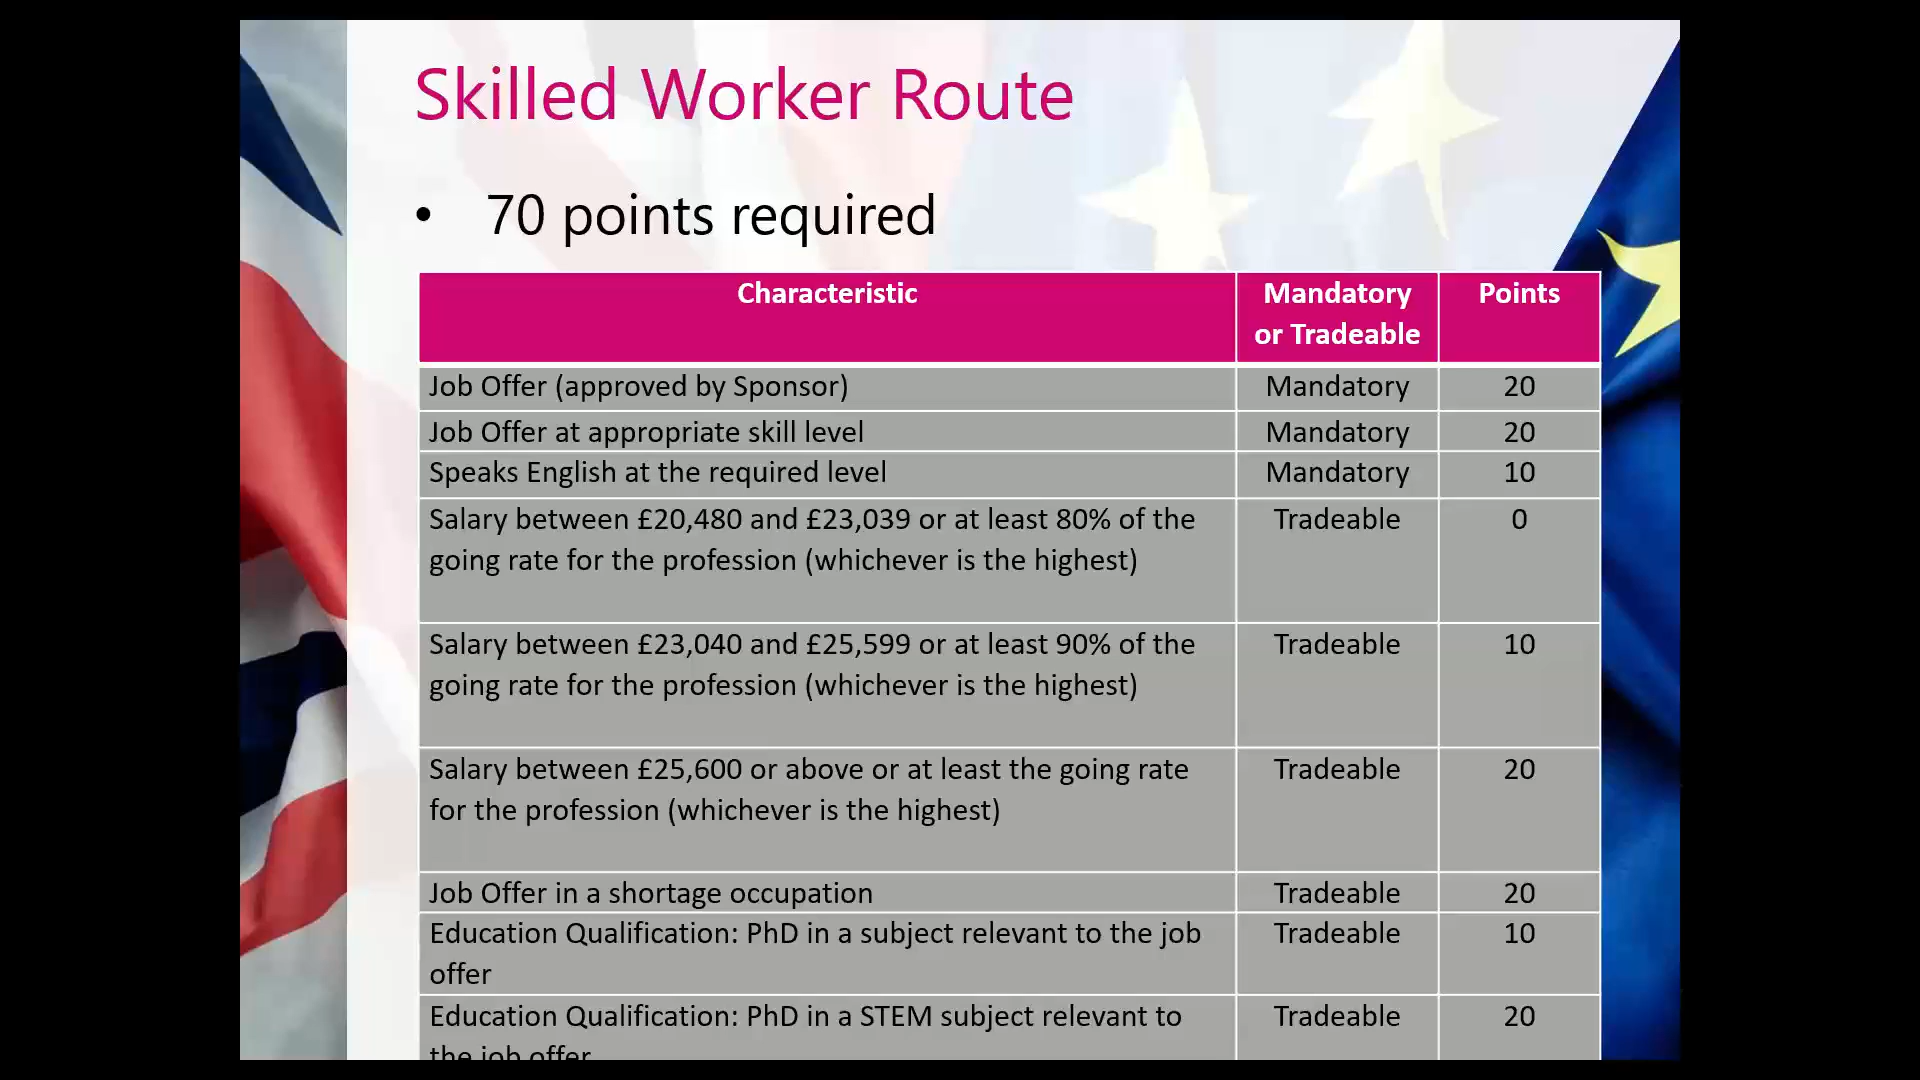 Skilled Worker Route
• 70 points required
Characteristic
Mandatory
or Tradeable
Points
Job Offer (approved by Sponsor) Mandatory 20
Job Offer at appropriate skill level Mandatory 20
Speaks English at the required level Mandatory 10
Salary between £20,480 and £23,039 or at least 80% of the Tradeable 0
going rate for the profession (whichever is the highest)
Salary between £23,040 and £25,599 or at least 90% of the Tradeable 10
going rate for the profession (whichever is the highest)
Salary between £25,600 or above or at least the going rate Tradeable 20
for the profession (whichever is the highest)
Job Offer in a shortage occupation Tradeable 20
Education Qualification: PhD in a subject relevant to the job Tradeable 10
offer
Education Qualification: PhD in a STEM subject relevant to Tradeable 20
the job offer